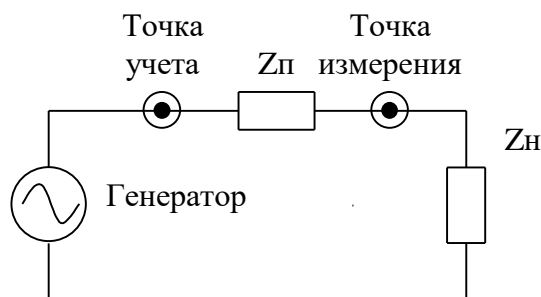 Точка
учета
Zп
Точка
измерения
Zн
Генератор